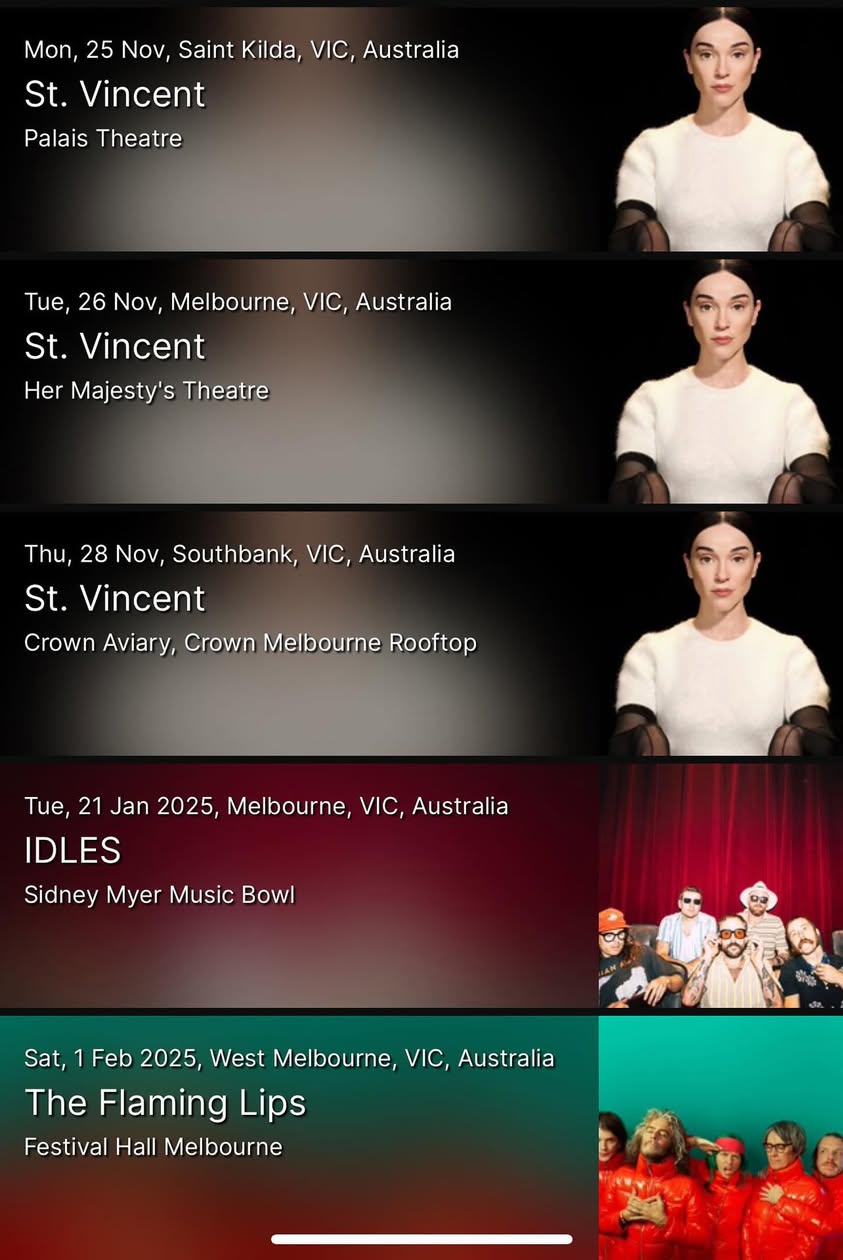 Mon, 25 Nov, Saint Kilda, VIC, Australia
St. Vincent
Palais Theatre
Tue, 26 Nov, Melbourne, VIC, Australia
St. Vincent
Her Majesty's Theatre
Thu, 28 Nov, Southbank, VIC, Australia
St. Vincent
Crown Aviary, Crown Melbourne Rooftop
Tue, 21 Jan 2025, Melbourne, VIC, Australia
IDLES
Sidney Myer Music Bowl
Sat, 1 Feb 2025, West Melbourne, VIC, Australia
The Flaming Lips
Festival Hall Melbourne